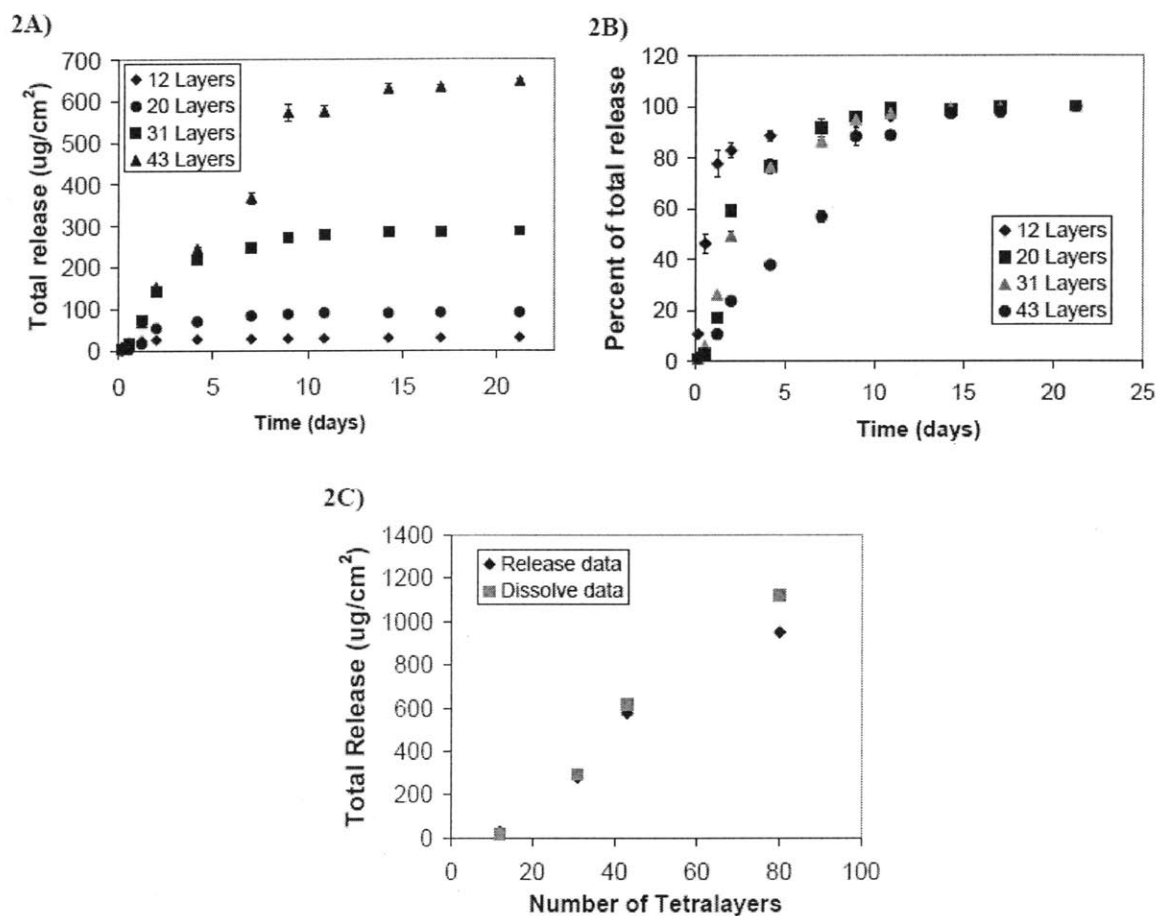 2A)
Total release (ug/cm²)
700
600
500
400
300
200
100
0
12 Layers
20 Layers
31 Layers
43 Layers
0 5 10 15 20
Time (days)
2B)
Percent of total release
120
100
80
60
40
20
0
12 Layers
20 Layers
31 Layers
43 Layers
0 5 10 15 20 25
Time (days)
2C)
Total Release (ug/cm²)
1400
1200
1000
800
600
400
200
0
Release data
Dissolve data
0 20 40 60 80 100
Number of Tetralayers